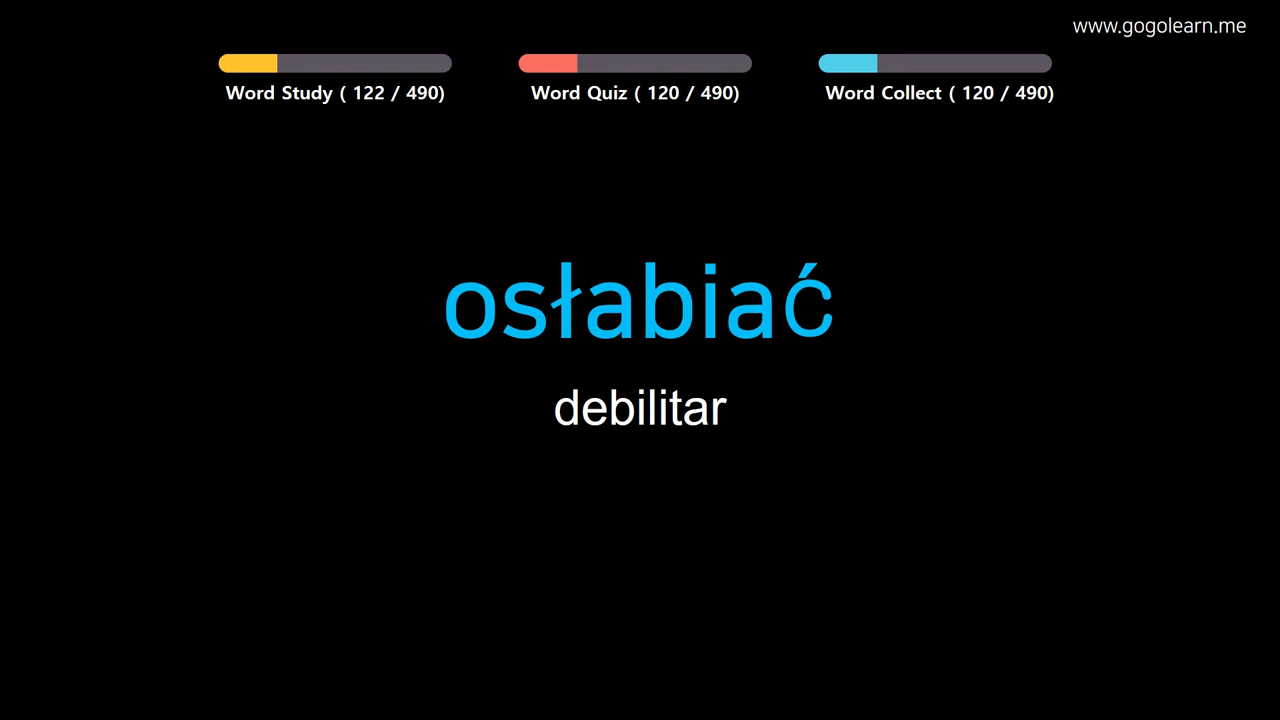 www.gogolearn.me
Word Study ( 122 / 490)
Word Quiz ( 120 / 490)
Word Collect ( 120 / 490)
osłabiać
debilitar